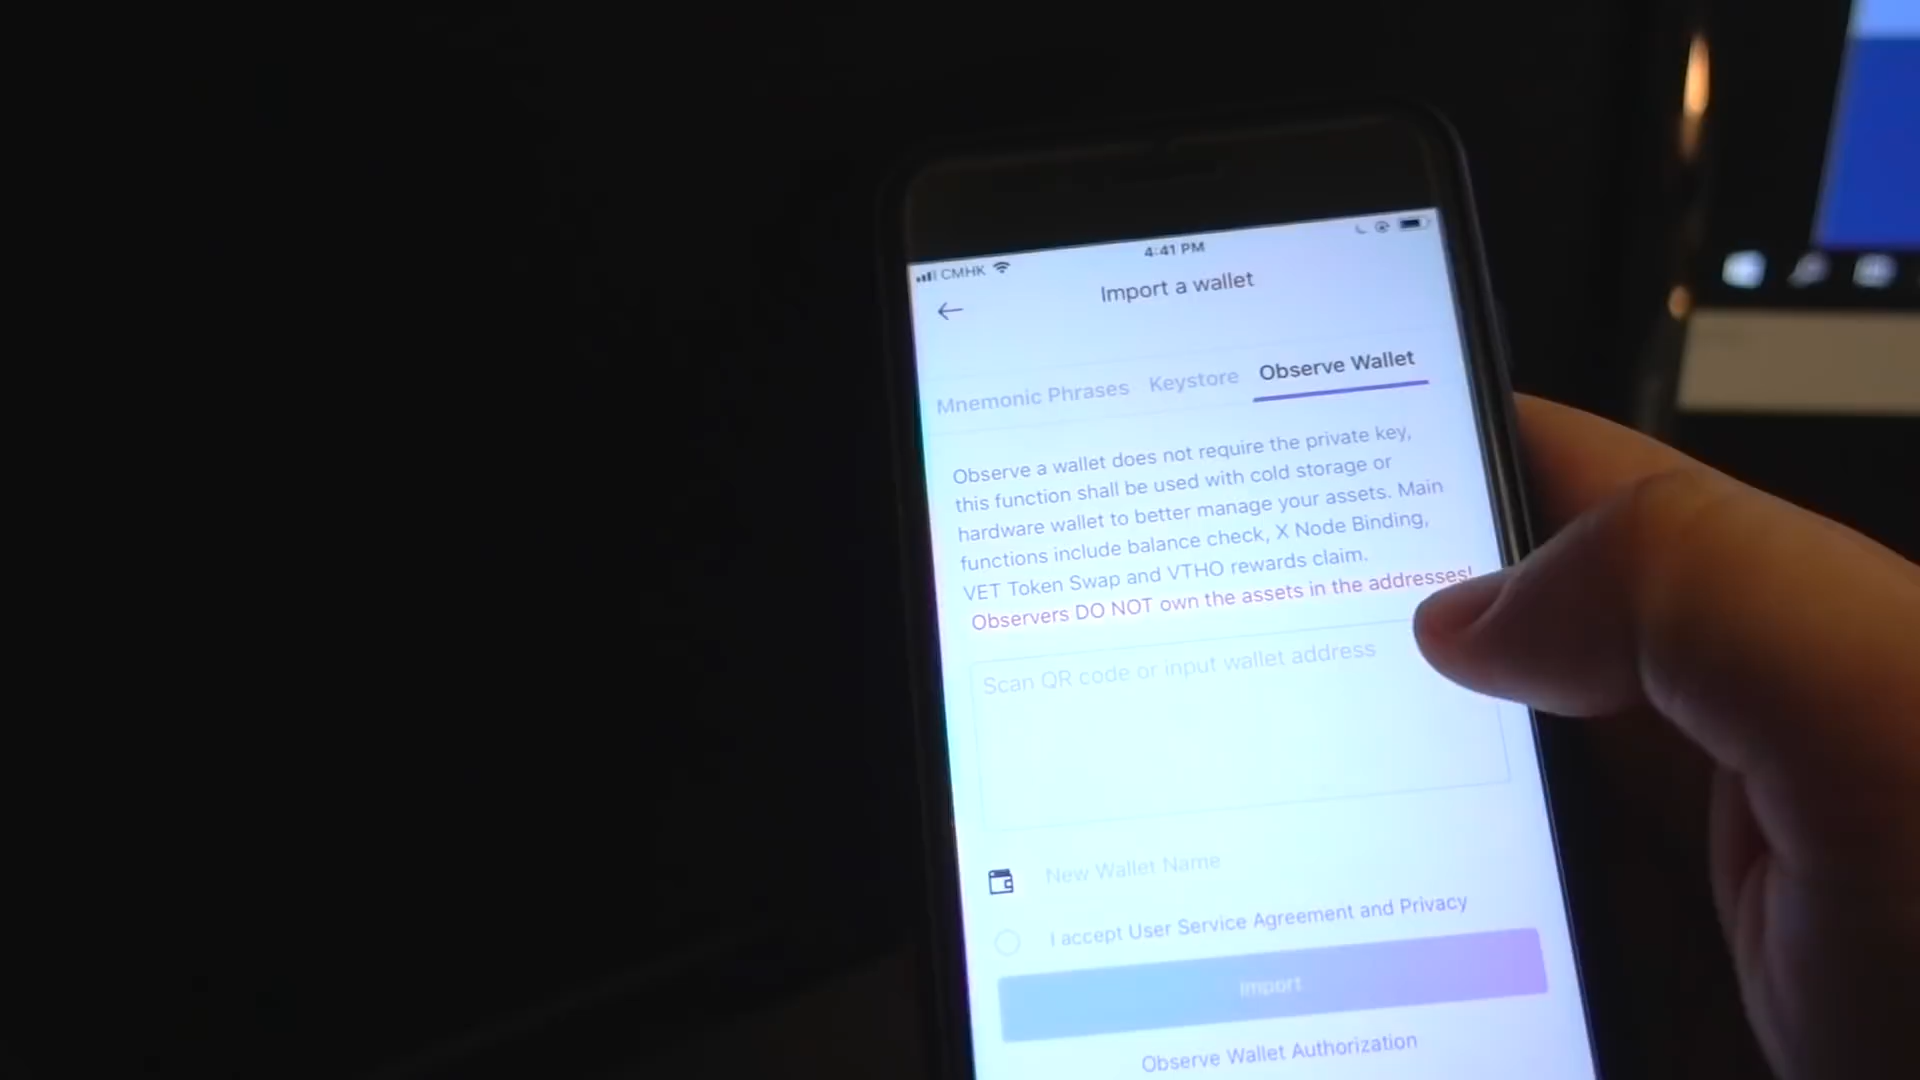 CMHK
4:41 PM
Import a wallet
Mnemonic Phrases Keystore Observe Wallet
Observe a wallet does not require the private key,
this function shall be used with cold storage or
hardware wallet to better manage your assets. Main
functions include balance check, X Node Binding,
VET Token Swap and VTHO rewards claim.
Observers DO NOT own the assets in the addresses!
Scan QR code or input wallet address
New Wallet Name
I accept User Service Agreement and Privacy
Import
Observe Wallet Authorization